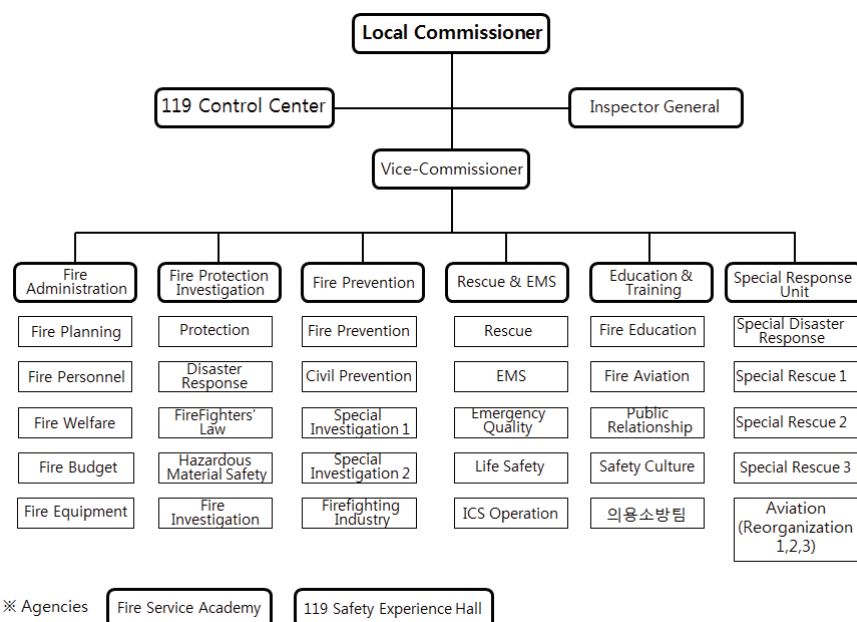 Local Commissioner
119 Control Center
Inspector General
Vice-Commissioner
Fire
Administration
Fire Protection
Investigation
Fire Prevention
Rescue & EMS
Education &
Training
Special Response
Unit
Fire Planning
Protection
Fire Prevention
Rescue
Fire Education
Special Disaster
Response
Fire Personnel
Disaster
Response
Civil Prevention
EMS
Fire Aviation
Special Rescue 1
Fire Welfare
FireFighters'
Law
Special
Investigation 1
Emergency
Quality
Public
Relationship
Special Rescue 2
Fire Budget
Hazardous
Material Safety
Special
Investigation 2
Life Safety
Safety Culture
Special Rescue 3
Fire Equipment
Fire
Investigation
Firefighting
Industry
ICS Operation
의용소방팀
Aviation
(Reorganization
1,2,3)
※ Agencies
Fire Service Academy
119 Safety Experience Hall